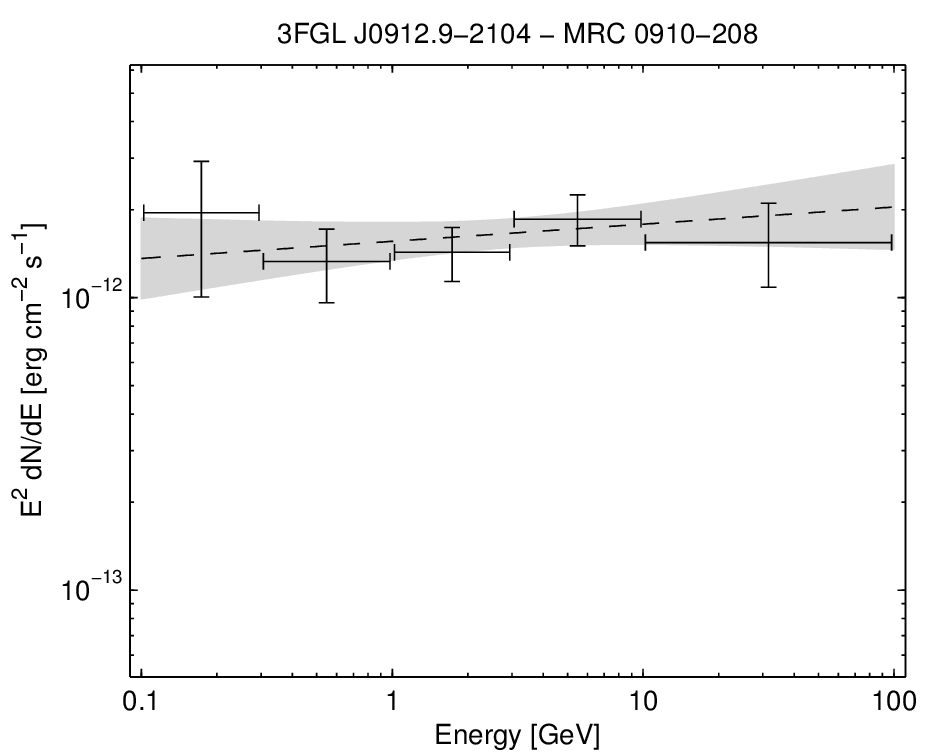 3FGL J0912.9−2104 − MRC 0910−208
E² dN/dE [erg cm⁻² s⁻¹]
10⁻¹²
10⁻¹³
0.1 1 10 100
Energy [GeV]